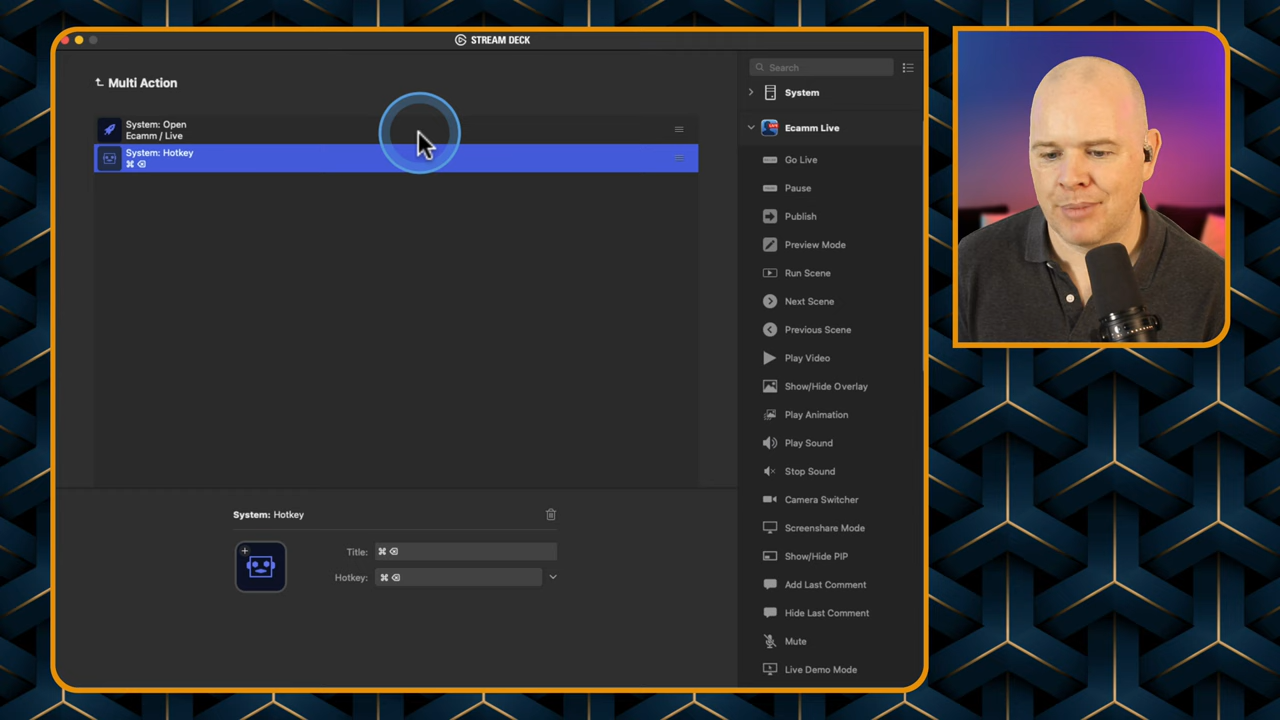 STREAM DECK
Multi Action
System: Open
Ecamm / Live
System: Hotkey
⌘ ⌫
System: Hotkey
Title: ⌘ ⌫
Hotkey: ⌘ ⌫
Search
System
Ecamm Live
Go Live
Pause
Publish
Preview Mode
Run Scene
Next Scene
Previous Scene
Play Video
Show/Hide Overlay
Play Animation
Play Sound
Stop Sound
Camera Switcher
Screenshare Mode
Show/Hide PIP
Add Last Comment
Hide Last Comment
Mute
Live Demo Mode